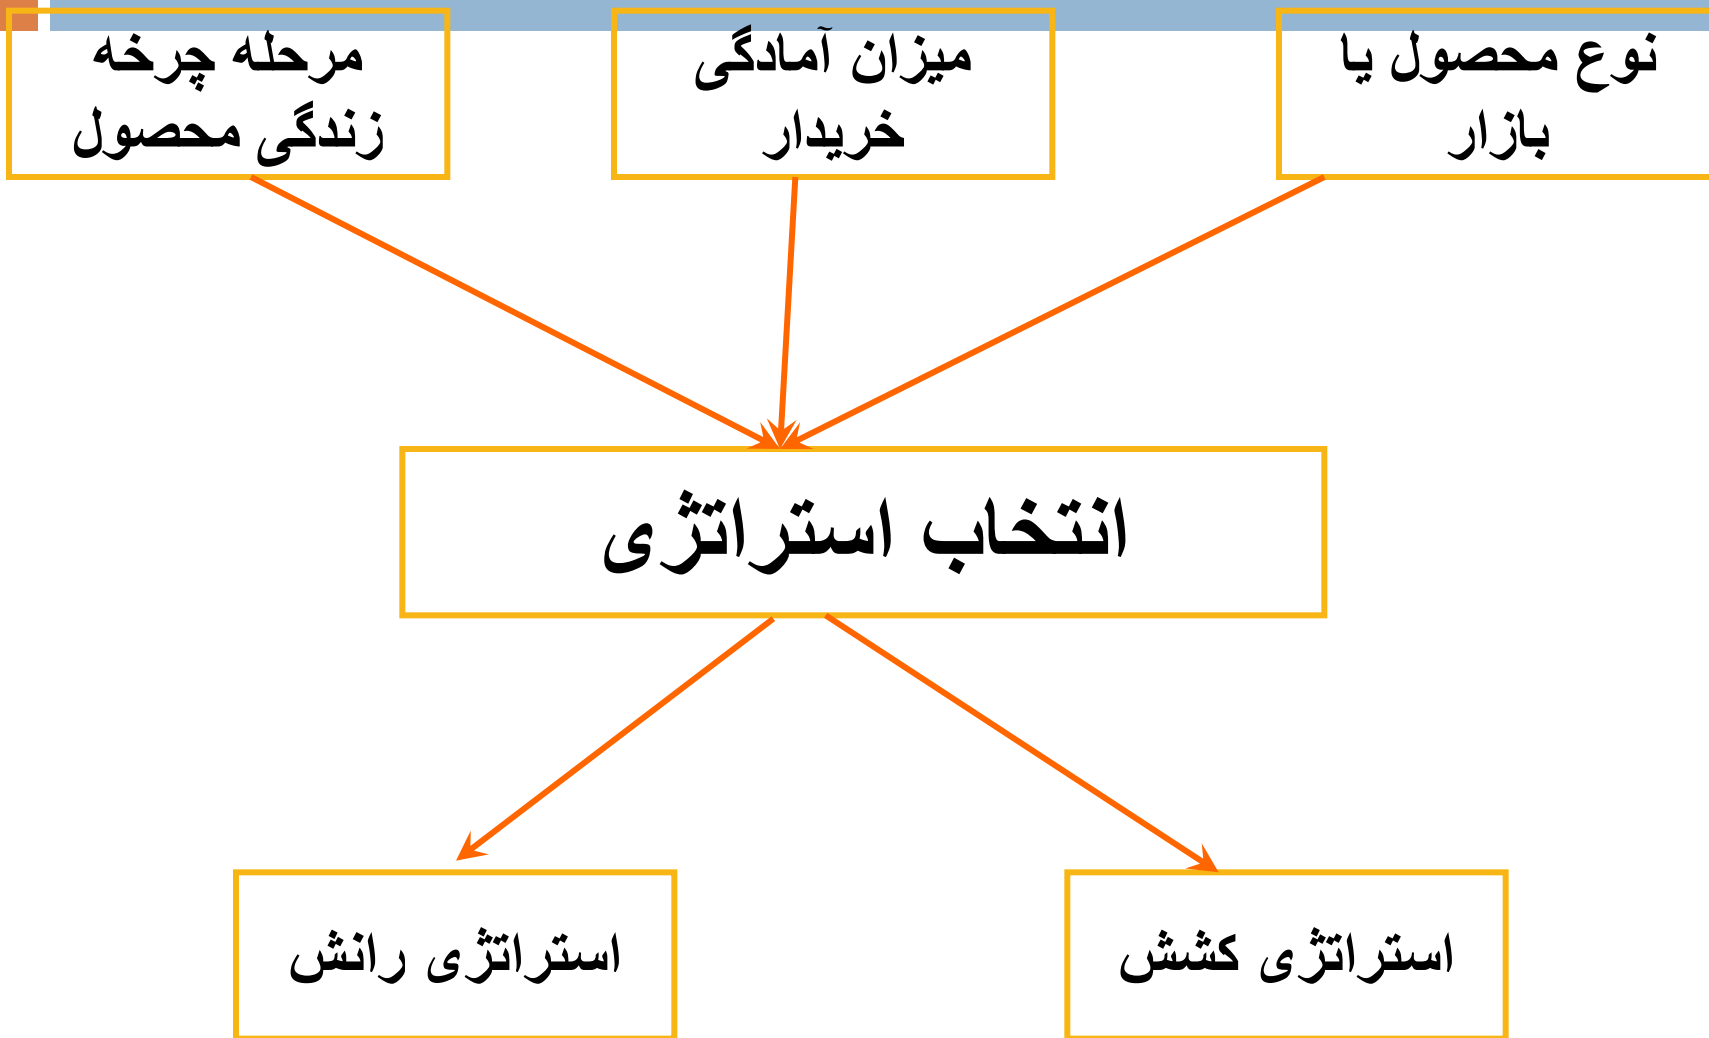 نوع محصول یا
بازار
میزان آمادگی
خریدار
مرحله چرخه
زندگی محصول
انتخاب استراتژی
استراتژی کشش
استراتژی رانش